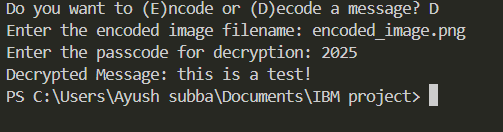 Do you want to (E)ncode or (D)ecode a message? D
Enter the encoded image filename: encoded_image.png
Enter the passcode for decryption: 2025
Decrypted Message: this is a test!
PS C:\Users\Ayush subba\Documents\IBM project>